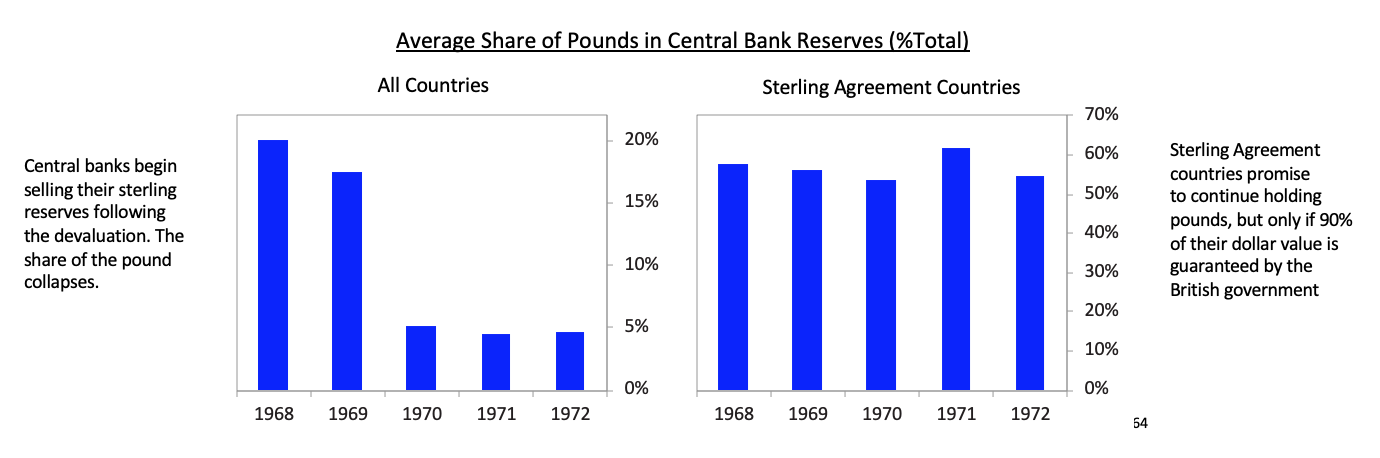 Average Share of Pounds in Central Bank Reserves (%Total)
All Countries
Central banks begin
selling their sterling
reserves following
the devaluation. The
share of the pound
collapses.
20%
15%
10%
5%
0%
1968 1969 1970 1971 1972
Sterling Agreement Countries
70%
60%
50%
40%
30%
20%
10%
0%
1968 1969 1970 1971 1972
Sterling Agreement
countries promise
to continue holding
pounds, but only if 90%
of their dollar value is
guaranteed by the
British government
64